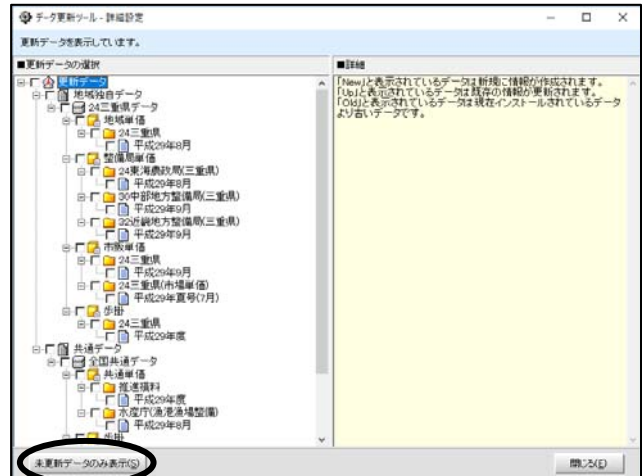 データ更新ツール - 詳細設定
更新データを表示しています。
■更新データの選択
更新データ
地域独自データ
24三重県データ
地域単価
24三重県
平成29年8月
整備局単価
24東海農政局(三重県)
平成29年8月
30中部地方整備局(三重県)
平成29年9月
32近畿地方整備局(三重県)
平成29年9月
市販単価
24三重県
平成29年9月
24三重県(市場単価)
平成29年夏号(7月)
歩掛
24三重県
平成29年度
共通データ
全国共通データ
共通単価
推進損料
平成29年度
水産庁(漁港漁場整備)
平成29年8月
歩掛
■詳細
「New」と表示されているデータは新規に情報が作成されます。
「Up」と表示されているデータは既存の情報が更新されます。
「Old」と表示されているデータは現在インストールされているデータ
より古いデータです。
未更新データのみ表示(S)
閉じる(E)